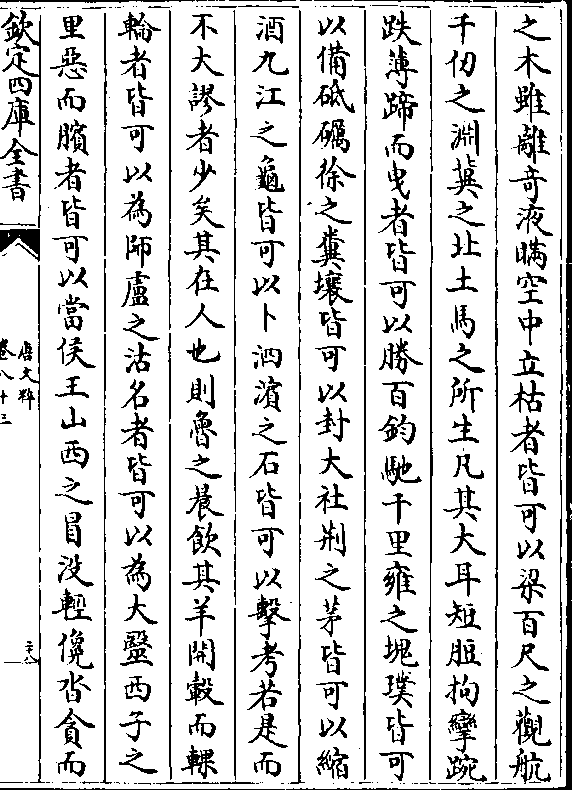 之木雖離奇液瞞空中立枯者皆可以梁百尺之觀航
千仞之淵冀之北土馬之所生凡其大耳短脰拘攣踠
跌薄蹄而曳者皆可以勝百鈞馳千里雍之塊璞皆可
以備砥礪徐之糞壤皆可以封大社荆之茅皆可以縮
酒九江之龜皆可以卜泗濱之石皆可以擊考若是而
不大謬者少矣其在人也則魯之晨飲其羊關轂而輠
輪者皆可以為師盧之沽名者皆可以為大醫西子之
里惡而臏者皆可以當侯王山西之冒没輕儳沓貪而
欽定四庫全書
唐文粹
卷八十三